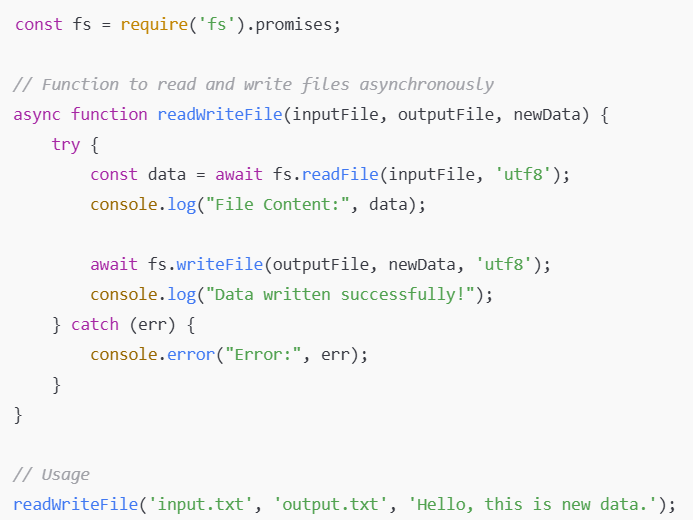 const fs = require('fs').promises;
// Function to read and write files asynchronously
async function readWriteFile(inputFile, outputFile, newData) {
    try {
        const data = await fs.readFile(inputFile, 'utf8');
        console.log("File Content:", data);
        await fs.writeFile(outputFile, newData, 'utf8');
        console.log("Data written successfully!");
    } catch (err) {
        console.error("Error:", err);
    }
}
// Usage
readWriteFile('input.txt', 'output.txt', 'Hello, this is new data.');